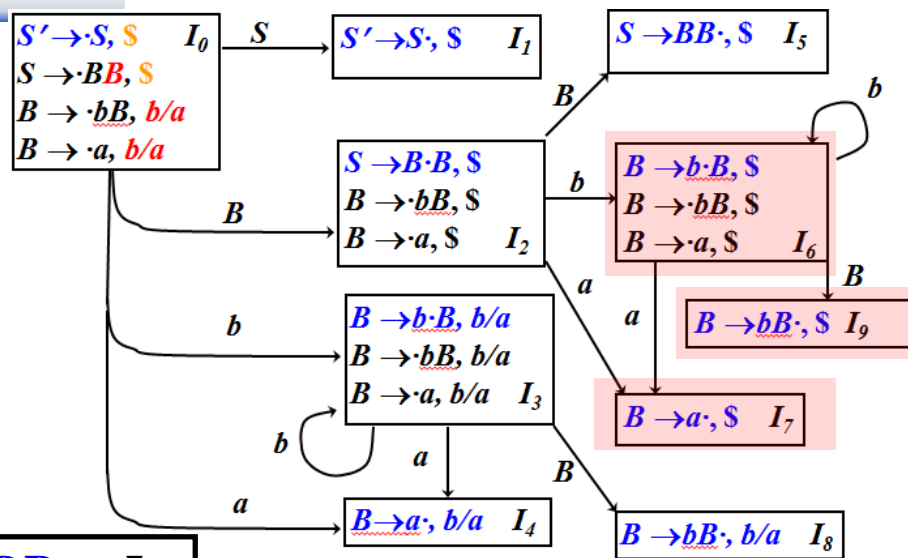 S′ →·S, $ I0
S →·BB, $
B → ·bB, b/a
B → ·a, b/a
S
S′ →S·, $ I1
S →BB·, $ I5
B
b
S →B·B, $
B →·bB, $
B →·a, $ I2
B
b
B →b·B, $
B →·bB, $
B →·a, $ I6
a
a
B
B →bB·, $ I9
B →b·B, b/a
B →·bB, b/a
B →·a, b/a I3
b
b
a
B
B →a·, $ I7
a
B→a·, b/a I4
B →bB·, b/a I8